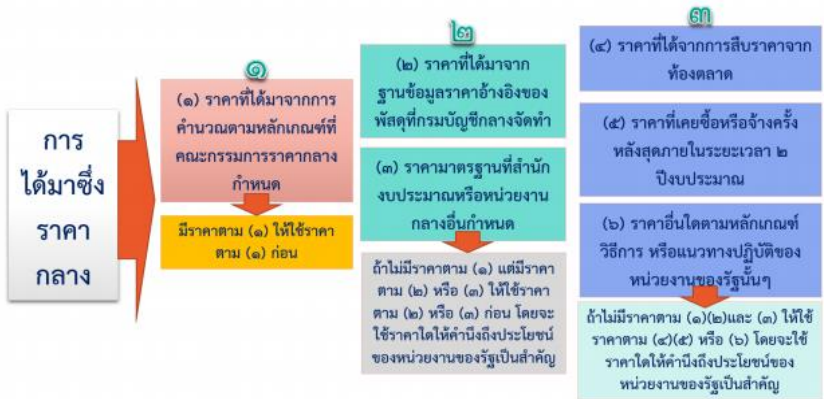 การ
ได้มาซึ่ง
ราคา
กลาง
๑
(๑) ราคาที่ได้มาจากการ
คำนวณตามหลักเกณฑ์ที่
คณะกรรมการราคากลาง
กำหนด
มีราคาตาม (๑) ให้ใช้ราคา
ตาม (๑) ก่อน
๒
(๒) ราคาที่ได้มาจาก
ฐานข้อมูลราคาอ้างอิงของ
พัสดุที่กรมบัญชีกลางจัดทำ
(๓) ราคามาตรฐานที่สำนัก
งบประมาณหรือหน่วยงาน
กลางอื่นกำหนด
ถ้าไม่มีราคาตาม (๑) แต่มีราคา
ตาม (๒) หรือ (๓) ให้ใช้ราคา
ตาม (๒) หรือ (๓) ก่อน โดยจะ
ใช้ราคาใดให้คำนึงถึงประโยชน์
ของหน่วยงานของรัฐเป็นสำคัญ
๓
(๔) ราคาที่ได้จากการสืบราคาจาก
ท้องตลาด
(๕) ราคาที่เคยซื้อหรือจ้างครั้ง
หลังสุดภายในระยะเวลา ๒
ปีงบประมาณ
(๖) ราคาอื่นใดตามหลักเกณฑ์
วิธีการ หรือแนวทางปฏิบัติของ
หน่วยงานของรัฐนั้นๆ
ถ้าไม่มีราคาตาม (๑)(๒)และ (๓) ให้ใช้
ราคาตาม (๔)(๕) หรือ (๖) โดยจะใช้
ราคาใดให้คำนึงถึงประโยชน์ของ
หน่วยงานของรัฐเป็นสำคัญ